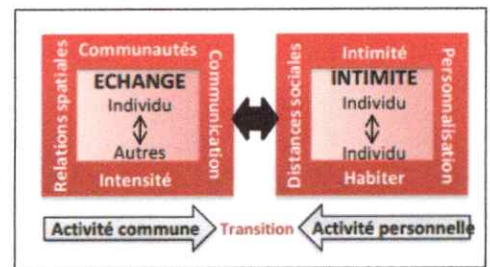 Communautés
Relations spatiales
ECHANGE
Individu
Autres
Communication
Intensité
Intimité
Distances sociales
INTIMITE
Individu
Individu
Personnalisation
Habiter
Activité commune
Transition
Activité personnelle